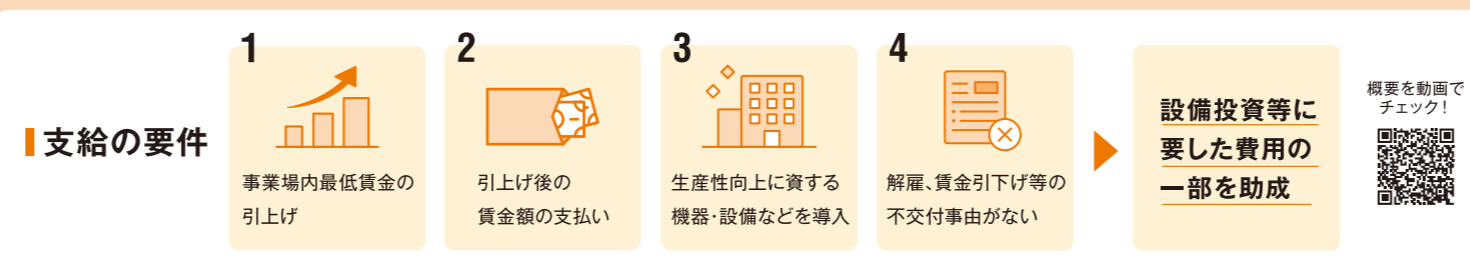 支給の要件
1
事業場内最低賃金の
引上げ
2
引上げ後の
賃金額の支払い
3
生産性向上に資する
機器・設備などを導入
4
解雇、賃金引下げ等の
不交付事由がない
設備投資等に
要した費用の
一部を助成
概要を動画で
チェック!